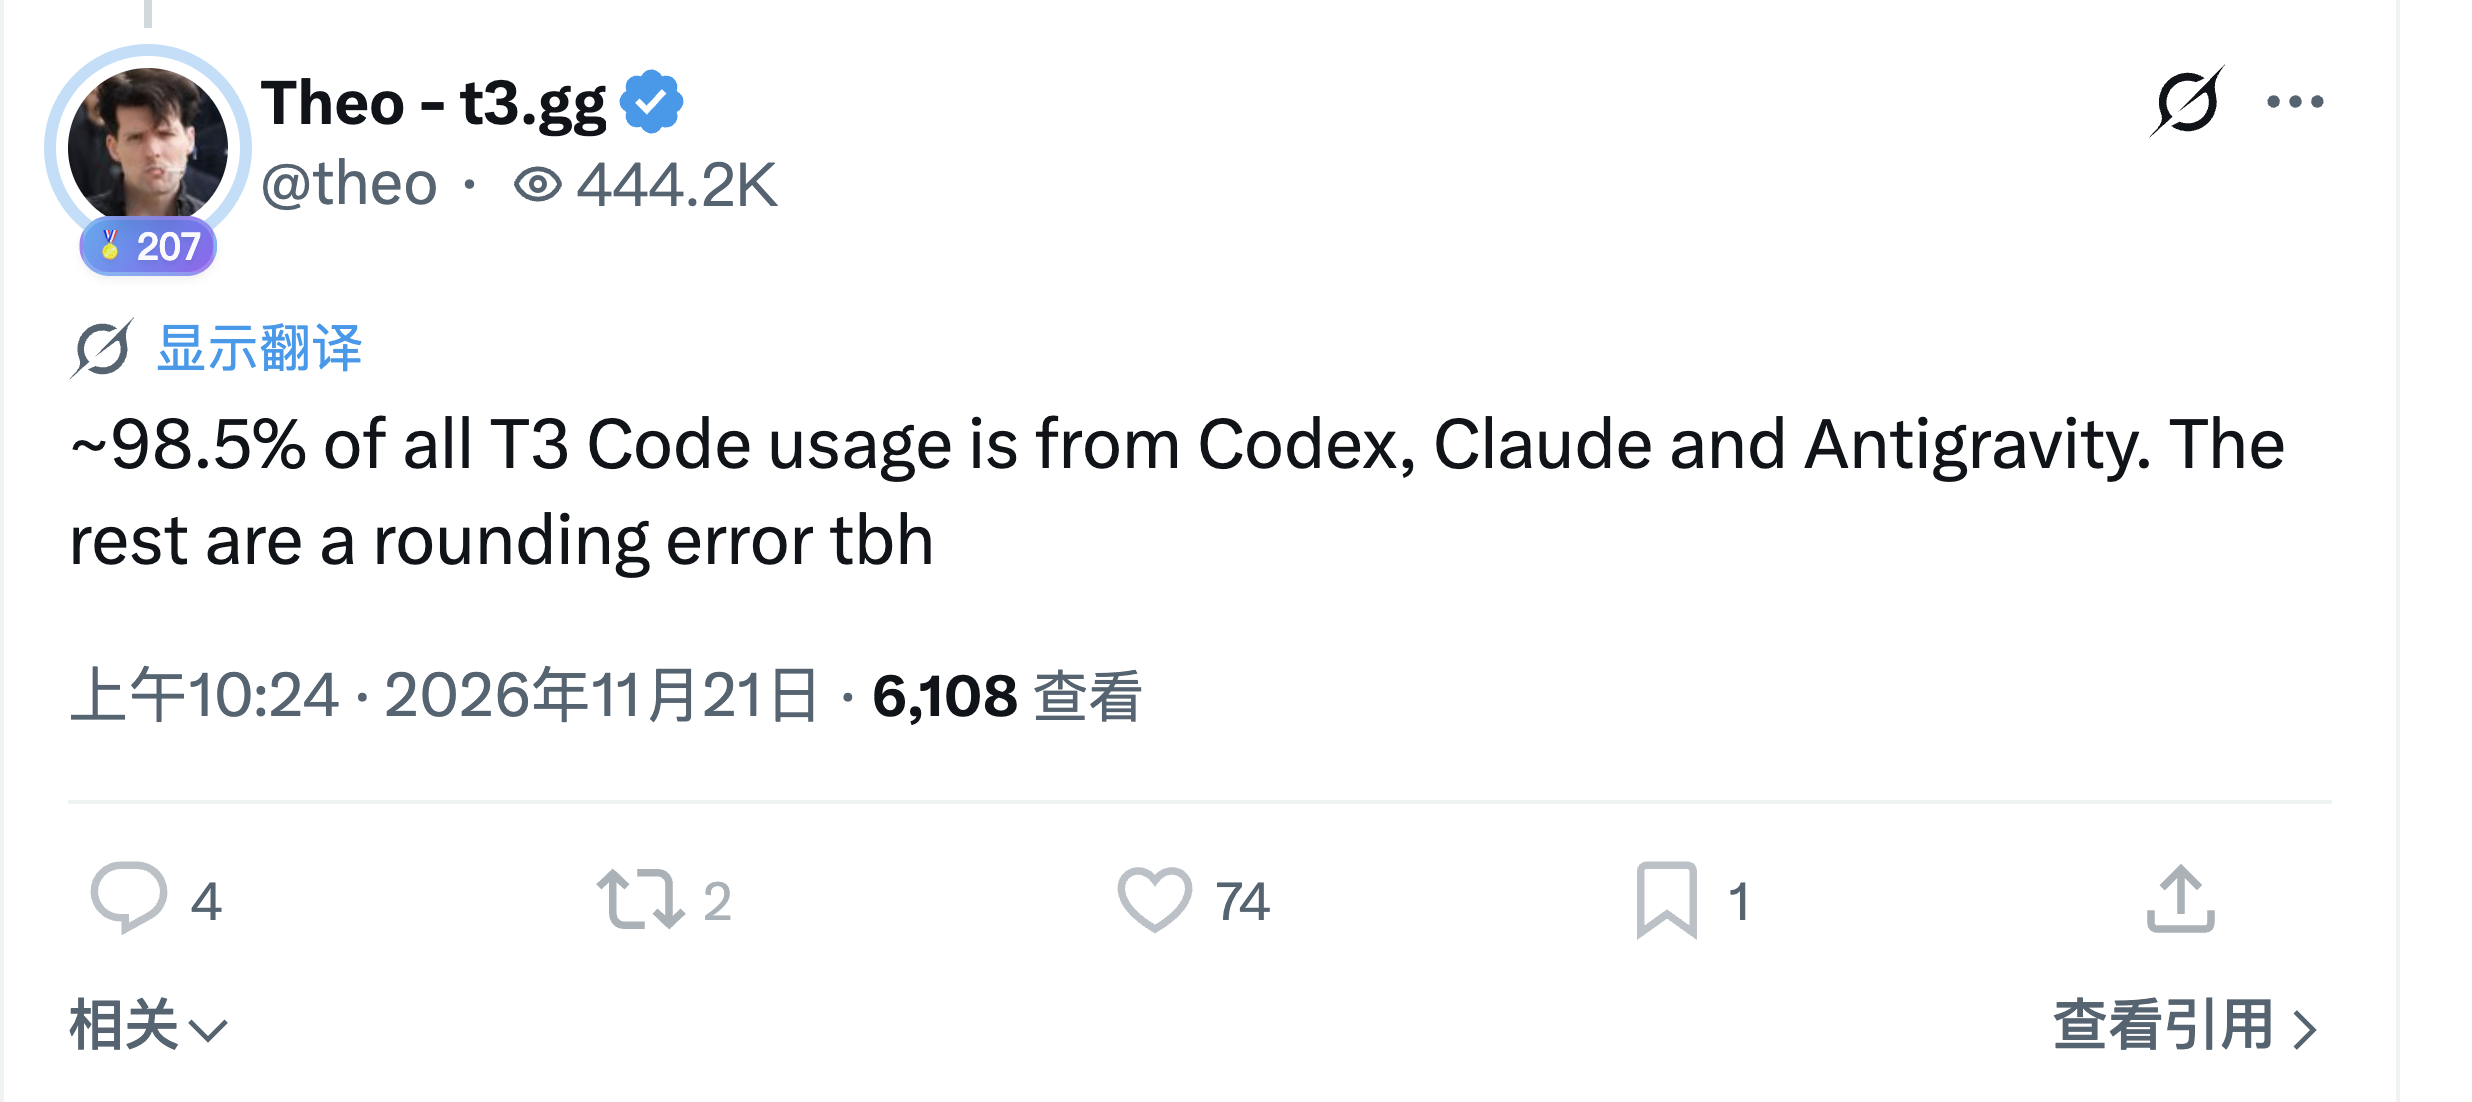 Theo - t3.gg
@theo · 444.2K
207
显示翻译
~98.5% of all T3 Code usage is from Codex, Claude and Antigravity. The
rest are a rounding error tbh
上午10:24 · 2026年11月21日 · 6,108 查看
4 2 74 1
相关 查看引用